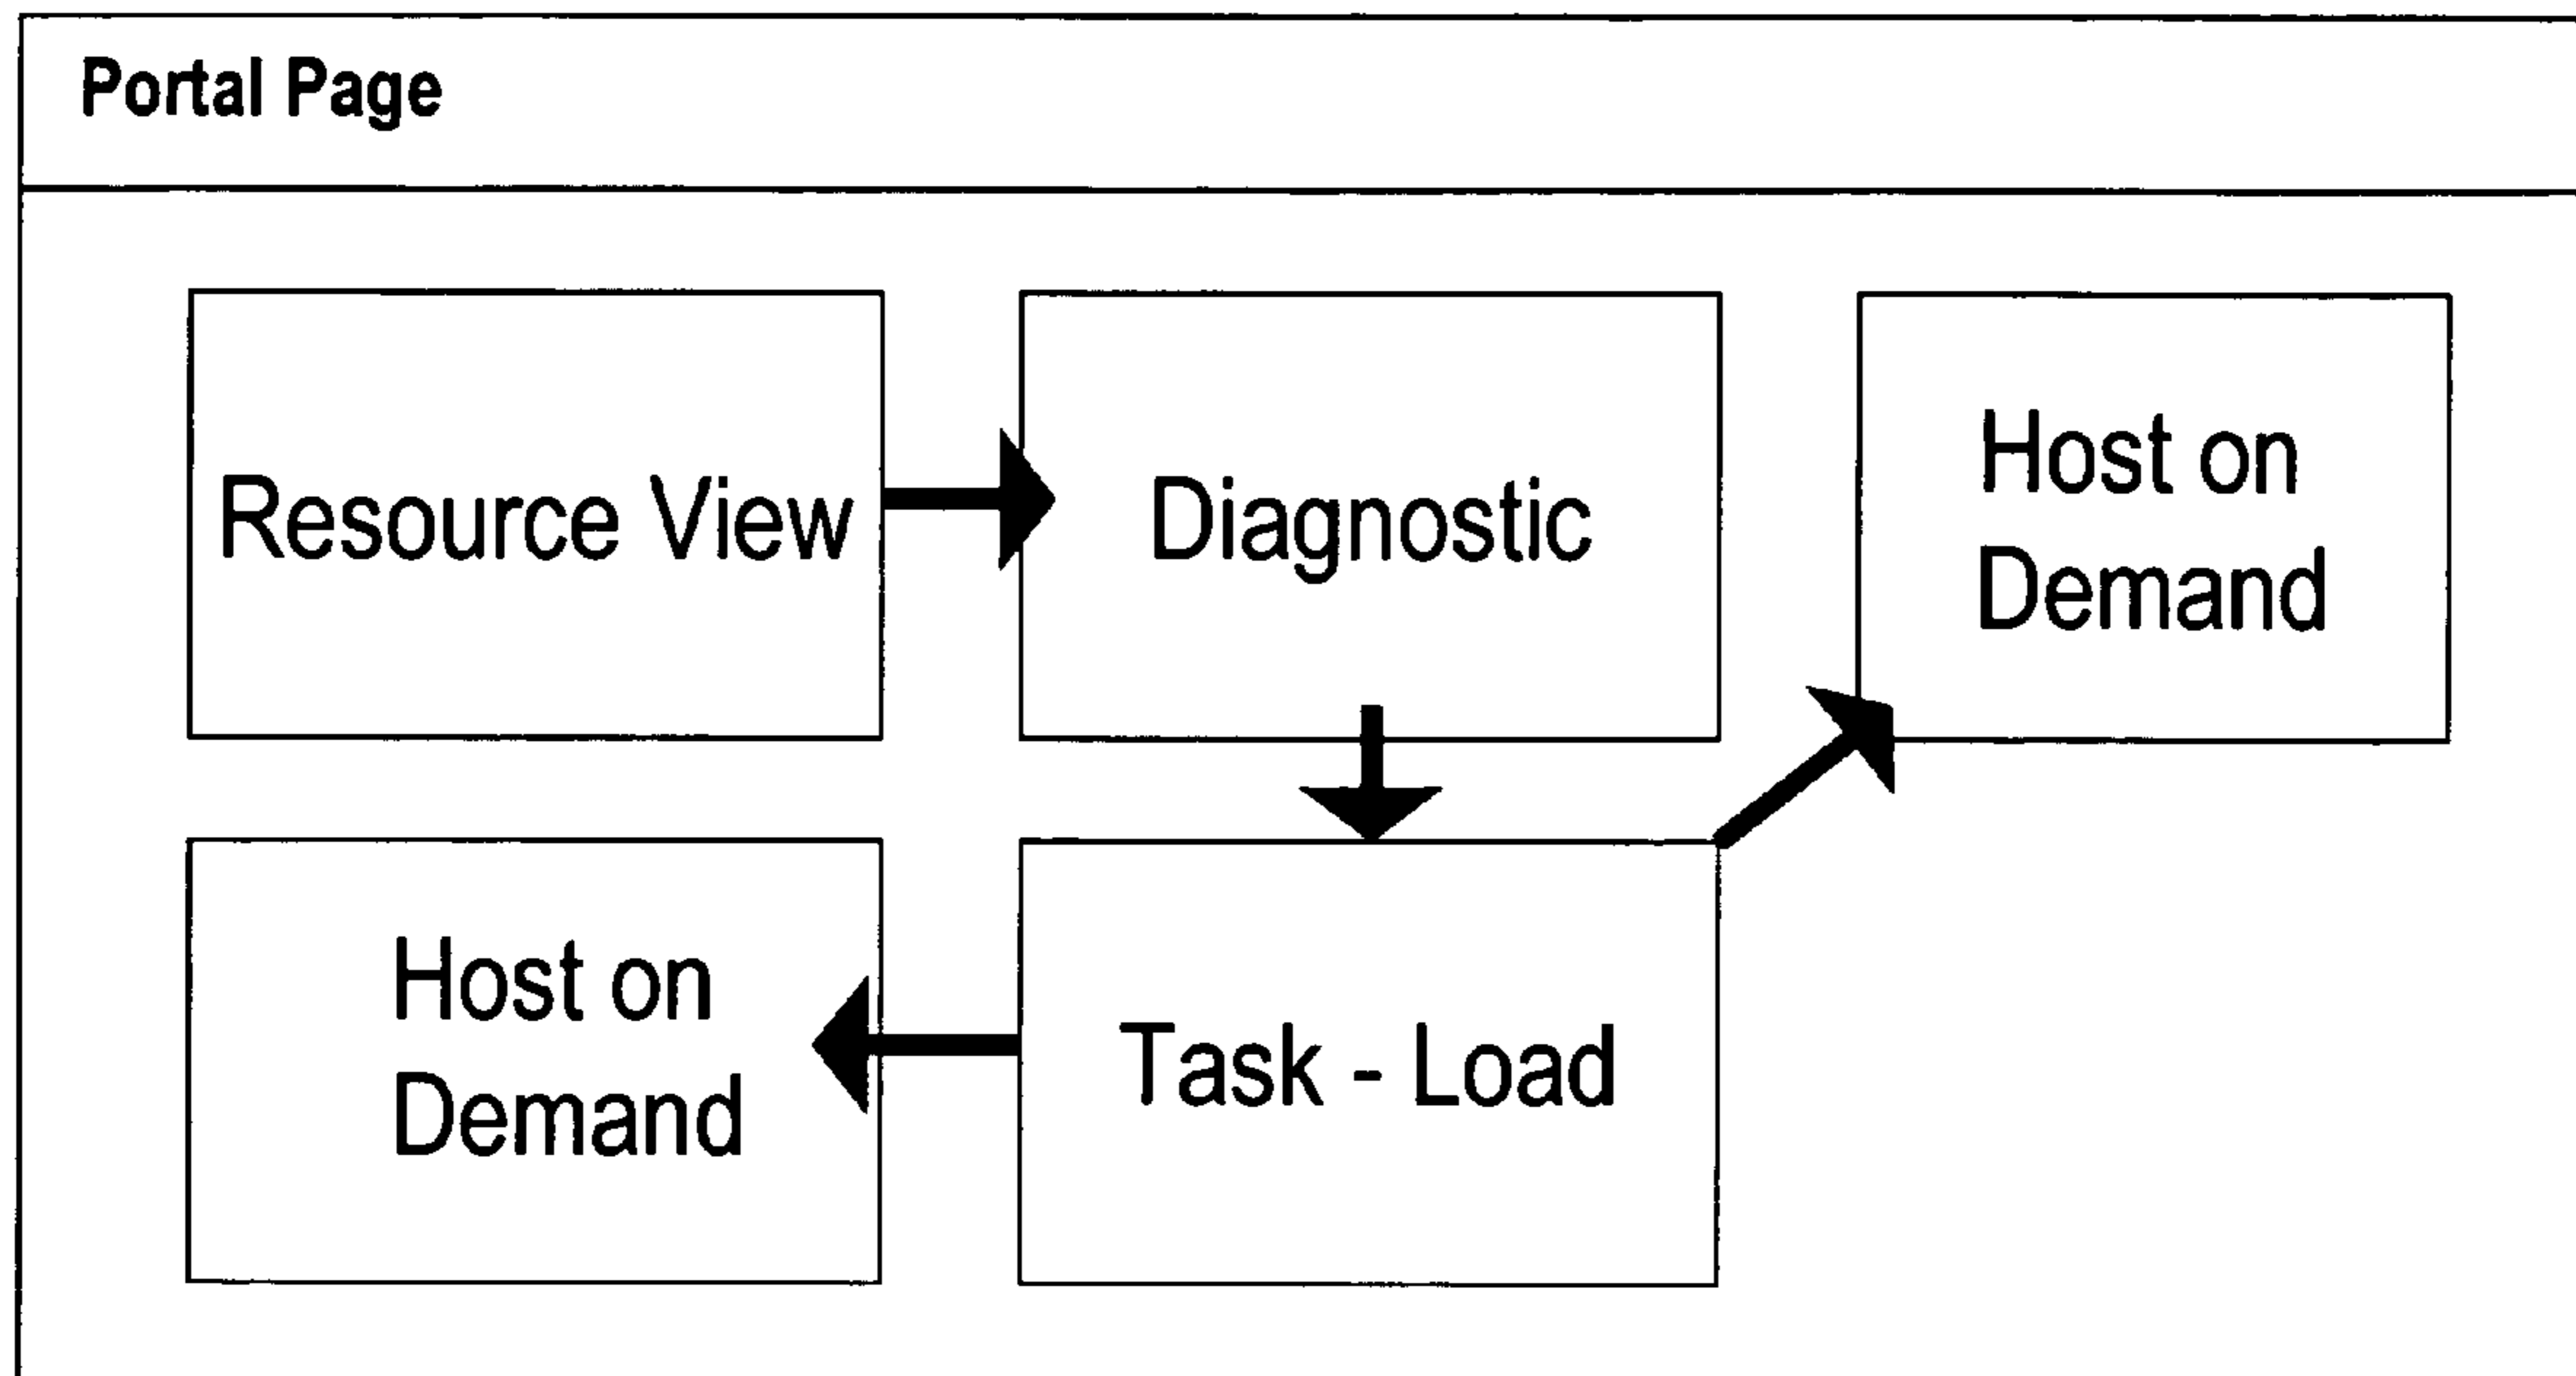 Portal Page
Resource View
Diagnostic
Host on
Demand
Host on
Demand
Task - Load